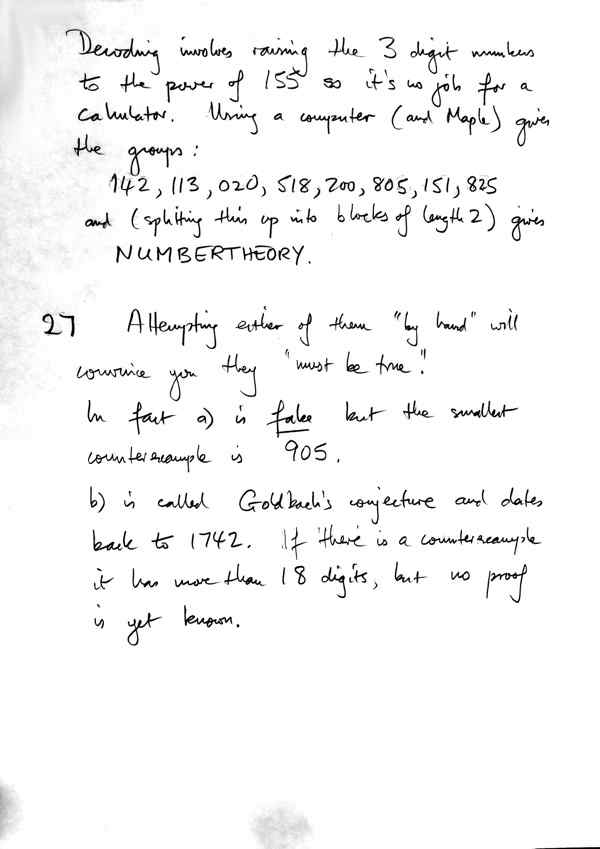 Decoding involves raising the 3 digit numbers
to the power of 155 so it's no job for a
calculator. Using a computer (and Maple) gives
the groups:
142, 113, 020, 518, 200, 805, 151, 825
and (splitting this up into blocks of length 2) gives
NUMBERTHEORY.
27 Attempting either of them "by hand" will
convince you they "must be true".
In fact a) is false but the smallest
counterexample is 905.
b) is called Goldbach's conjecture and dates
back to 1742. If there is a counterexample
it has more than 18 digits, but no proof
is yet known.